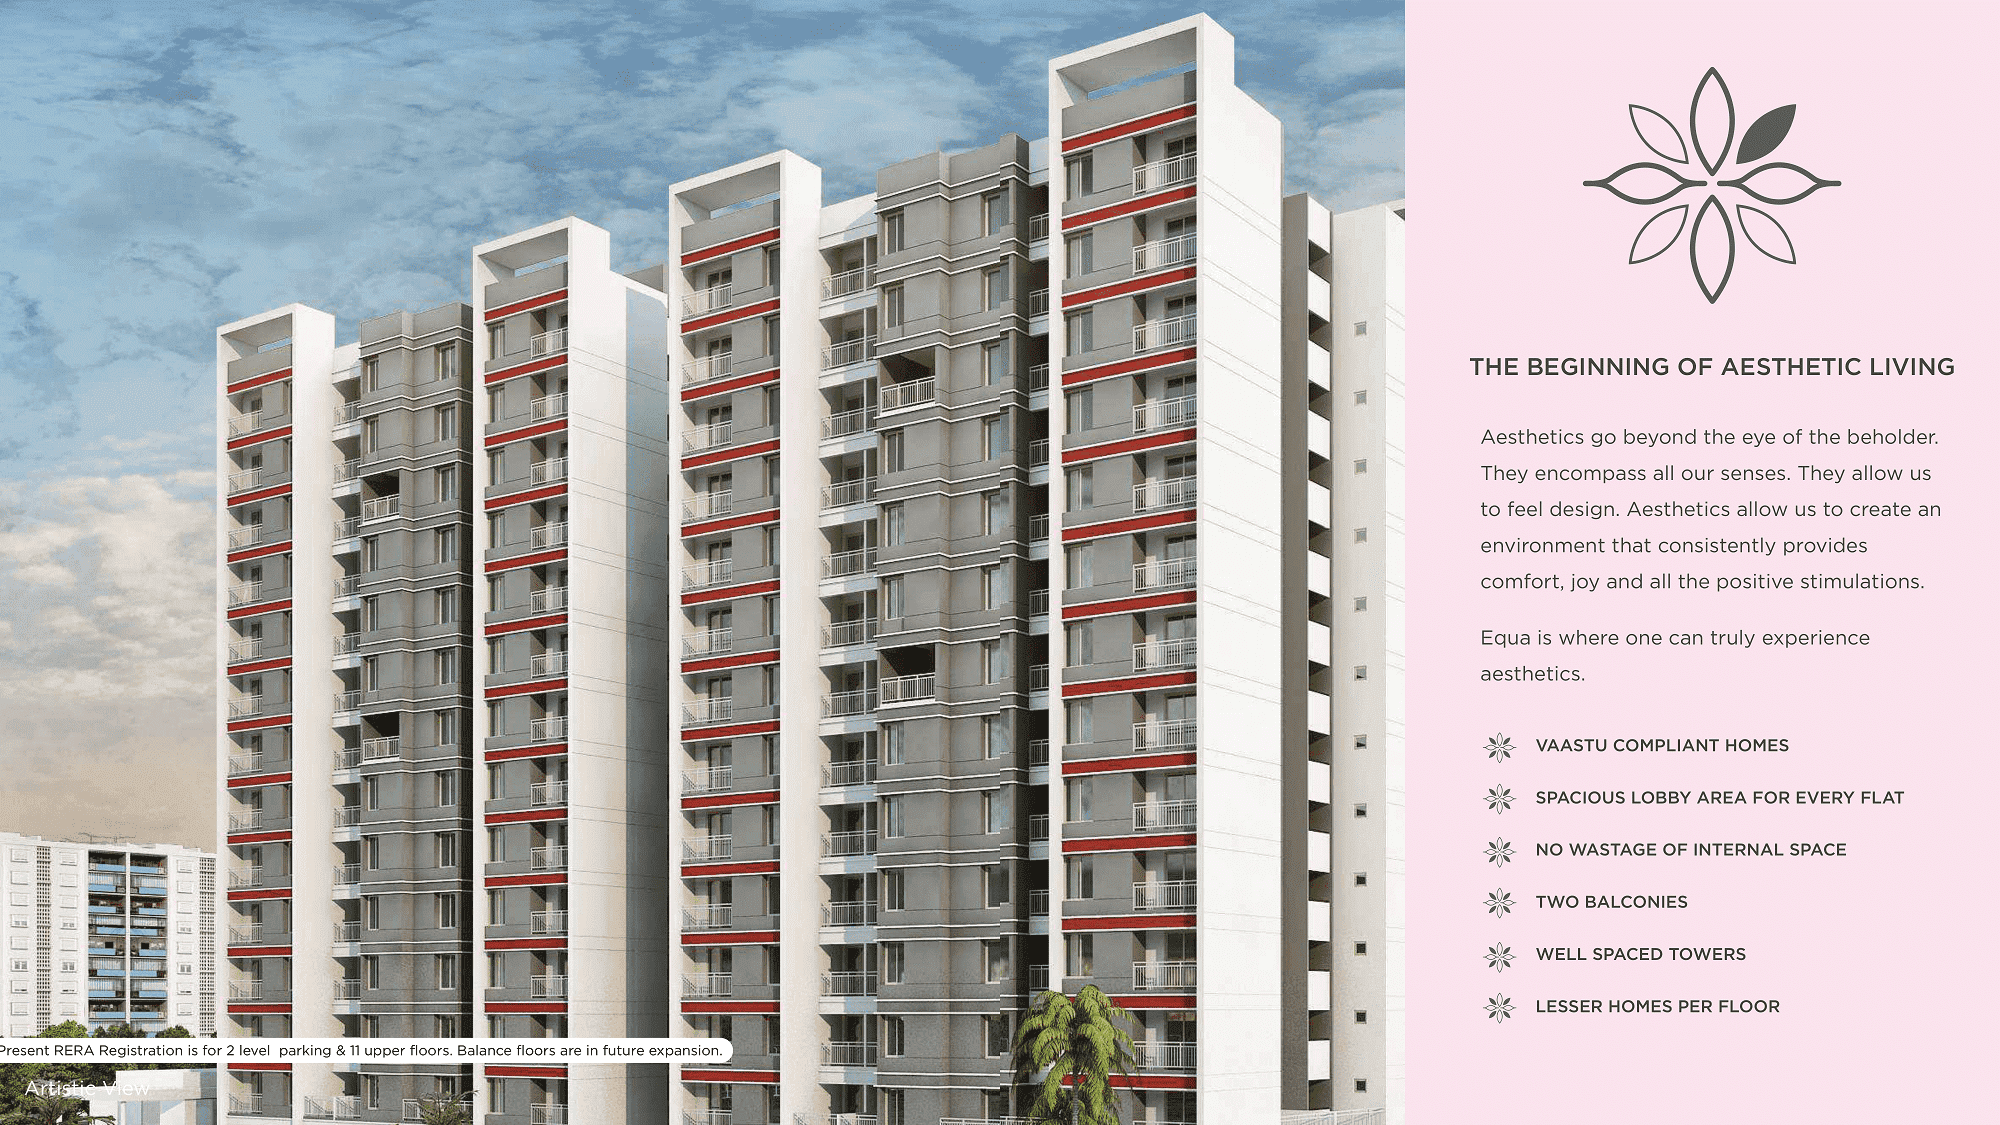 THE BEGINNING OF AESTHETIC LIVING
Aesthetics go beyond the eye of the beholder.
They encompass all our senses. They allow us
to feel design. Aesthetics allow us to create an
environment that consistently provides
comfort, joy and all the positive stimulations.
Equa is where one can truly experience
aesthetics.
VAASTU COMPLIANT HOMES
SPACIOUS LOBBY AREA FOR EVERY FLAT
NO WASTAGE OF INTERNAL SPACE
TWO BALCONIES
WELL SPACED TOWERS
LESSER HOMES PER FLOOR
Present RERA Registration is for 2 level parking & 11 upper floors. Balance floors are in future expansion.
Artistic View